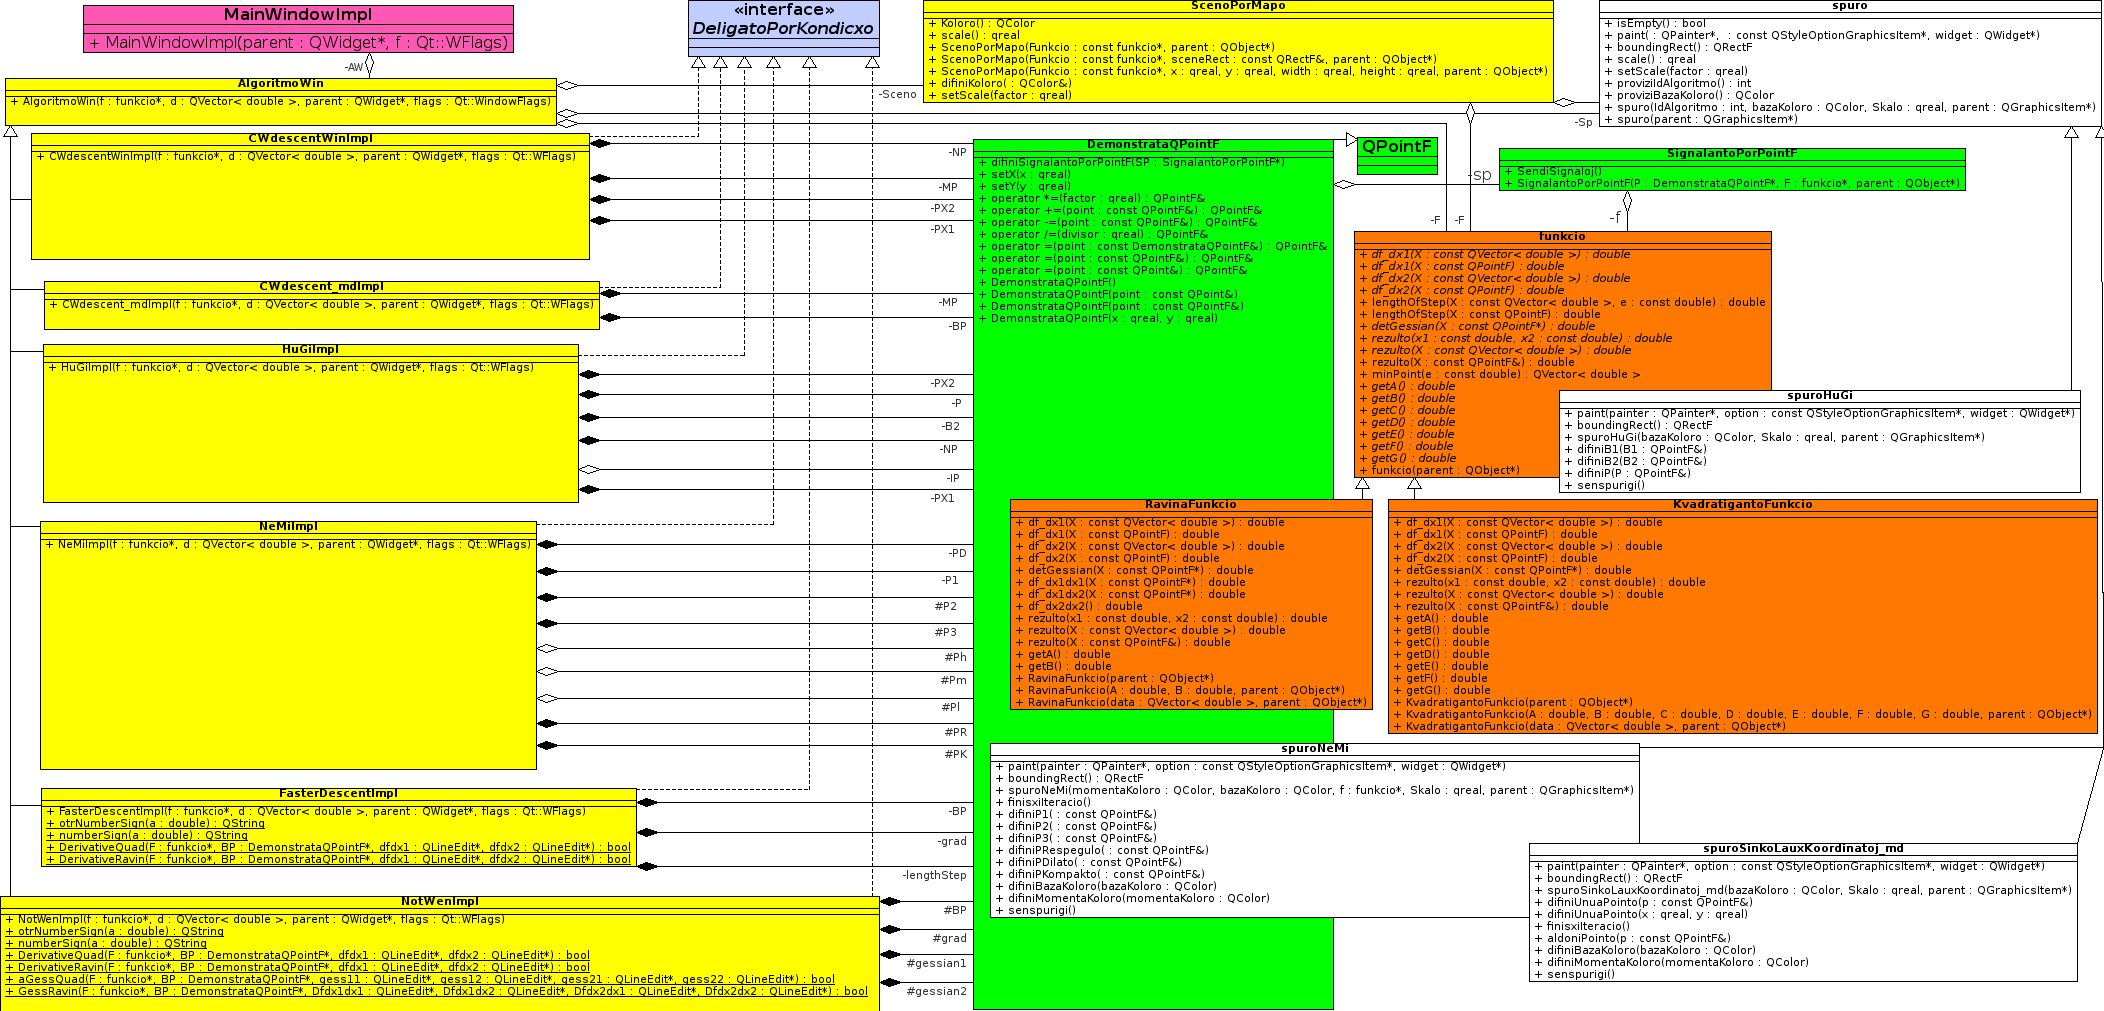 MainWindowImpl
+ MainWindowImpl(parent : QWidget*, f : Qt::WFlags)
-AW
«interface»
DeligatoPorKondicxo
ScenoPorMapo
+ Koloro() : QColor
+ scale() : qreal
+ ScenoPorMapo(Funkcio : const funkcio*, parent : QObject*)
+ ScenoPorMapo(Funkcio : const funkcio*, sceneRect : const QRectF&, parent : QObject*)
+ ScenoPorMapo(Funkcio : const funkcio*, x : qreal, y : qreal, width : qreal, height : qreal, parent : QObject*)
+ difiniKoloro( : QColor&)
+ setScale(factor : qreal)
spuro
+ isEmpty() : bool
+ paint( : QPainter*,  : const QStyleOptionGraphicsItem*, widget : QWidget*)
+ boundingRect() : QRectF
+ scale() : qreal
+ setScale(factor : qreal)
+ proviziIdAlgoritmo() : int
+ proviziBazaKoloro() : QColor
+ spuro(IdAlgoritmo : int, bazaKoloro : QColor, Skalo : qreal, parent : QGraphicsItem*)
+ spuro(parent : QGraphicsItem*)
AlgoritmoWin
+ AlgoritmoWin(f : funkcio*, d : QVector< double >, parent : QWidget*, flags : Qt::WindowFlags)
-Sceno
-Sp
-F
-F
CWdescentWinImpl
+ CWdescentWinImpl(f : funkcio*, d : QVector< double >, parent : QWidget*, flags : Qt::WFlags)
-NP
-MP
-PX2
-PX1
CWdescent_mdImpl
+ CWdescent_mdImpl(f : funkcio*, d : QVector< double >, parent : QWidget*, flags : Qt::WFlags)
-MP
-BP
HuGiImpl
+ HuGiImpl(f : funkcio*, d : QVector< double >, parent : QWidget*, flags : Qt::WFlags)
-PX2
-P
-B2
-NP
-IP
-PX1
NeMiImpl
+ NeMiImpl(f : funkcio*, d : QVector< double >, parent : QWidget*, flags : Qt::WFlags)
-PD
-P1
#P2
#P3
#Ph
#Pm
#Pl
#PR
#PK
FasterDescentImpl
+ FasterDescentImpl(f : funkcio*, d : QVector< double >, parent : QWidget*, flags : Qt::WFlags)
+ otrNumberSign(a : double) : QString
+ numberSign(a : double) : QString
+ DerivativeQuad(F : funkcio*, BP : DemonstrataQPointF*, dfdx1 : QLineEdit*, dfdx2 : QLineEdit*) : bool
+ DerivativeRavin(F : funkcio*, BP : DemonstrataQPointF*, dfdx1 : QLineEdit*, dfdx2 : QLineEdit*) : bool
-BP
-grad
-lengthStep
NotWenImpl
+ NotWenImpl(f : funkcio*, d : QVector< double >, parent : QWidget*, flags : Qt::WFlags)
+ otrNumberSign(a : double) : QString
+ numberSign(a : double) : QString
+ DerivativeQuad(F : funkcio*, BP : DemonstrataQPointF*, dfdx1 : QLineEdit*, dfdx2 : QLineEdit*) : bool
+ DerivativeRavin(F : funkcio*, BP : DemonstrataQPointF*, dfdx1 : QLineEdit*, dfdx2 : QLineEdit*) : bool
+ aGessQuad(F : funkcio*, BP : DemonstrataQPointF*, gess11 : QLineEdit*, gess12 : QLineEdit*, gess21 : QLineEdit*, gess22 : QLineEdit*) : bool
+ GessRavin(F : funkcio*, BP : DemonstrataQPointF*, Dfdx1dx1 : QLineEdit*, Dfdx1dx2 : QLineEdit*, Dfdx2dx1 : QLineEdit*, Dfdx2dx2 : QLineEdit*) : bool
#BP
#grad
#gessian1
#gessian2
DemonstrataQPointF
+ difiniSignalantoPorPointF(SP : SignalantoPorPointF*)
+ setX(x : qreal)
+ setY(y : qreal)
+ operator *=(factor : qreal) : QPointF&
+ operator +=(point : const QPointF&) : QPointF&
+ operator -=(point : const QPointF&) : QPointF&
+ operator /=(divisor : qreal) : QPointF&
+ operator =(point : const DemonstrataQPointF&) : QPointF&
+ operator =(point : const QPointF&) : QPointF&
+ operator =(point : const QPoint&) : QPointF&
+ DemonstrataQPointF()
+ DemonstrataQPointF(point : const QPoint&)
+ DemonstrataQPointF(point : const QPointF&)
+ DemonstrataQPointF(x : qreal, y : qreal)
QPointF
-sp
SignalantoPorPointF
+ SendiSignaloj()
+ SignalantoPorPointF(P : DemonstrataQPointF*, F : funkcio*, parent : QObject*)
-f
funkcio
+ df_dx1(X : const QVector< double >) : double
+ df_dx1(X : const QPointF) : double
+ df_dx2(X : const QVector< double >) : double
+ df_dx2(X : const QPointF) : double
+ lengthOfStep(X : const QVector< double >, e : const double) : double
+ lengthOfStep(X : const QPointF) : double
+ detGessian(X : const QPointF*) : double
+ rezulto(x1 : const double, x2 : const double) : double
+ rezulto(X : const QVector< double >) : double
+ rezulto(X : const QPointF&) : double
+ minPoint(e : const double) : QVector< double >
+ getA() : double
+ getB() : double
+ getC() : double
+ getD() : double
+ getE() : double
+ getF() : double
+ getG() : double
+ funkcio(parent : QObject*)
spuroHuGi
+ paint(painter : QPainter*, option : const QStyleOptionGraphicsItem*, widget : QWidget*)
+ boundingRect() : QRectF
+ spuroHuGi(bazaKoloro : QColor, Skalo : qreal, parent : QGraphicsItem*)
+ difiniB1(B1 : QPointF&)
+ difiniB2(B2 : QPointF&)
+ difiniP(P : QPointF&)
+ senspurigi()
RavinaFunkcio
+ df_dx1(X : const QVector< double >) : double
+ df_dx1(X : const QPointF) : double
+ df_dx2(X : const QVector< double >) : double
+ df_dx2(X : const QPointF) : double
+ detGessian(X : const QPointF*) : double
+ df_dx1dx1(X : const QPointF*) : double
+ df_dx1dx2(X : const QPointF*) : double
+ df_dx2dx2() : double
+ rezulto(x1 : const double, x2 : const double) : double
+ rezulto(X : const QVector< double >) : double
+ rezulto(X : const QPointF&) : double
+ getA() : double
+ getB() : double
+ RavinaFunkcio(parent : QObject*)
+ RavinaFunkcio(A : double, B : double, parent : QObject*)
+ RavinaFunkcio(data : QVector< double >, parent : QObject*)
KvadratigantoFunkcio
+ df_dx1(X : const QVector< double >) : double
+ df_dx1(X : const QPointF) : double
+ df_dx2(X : const QVector< double >) : double
+ df_dx2(X : const QPointF) : double
+ detGessian(X : const QPointF*) : double
+ rezulto(x1 : const double, x2 : const double) : double
+ rezulto(X : const QVector< double >) : double
+ rezulto(X : const QPointF&) : double
+ getA() : double
+ getB() : double
+ getC() : double
+ getD() : double
+ getE() : double
+ getF() : double
+ getG() : double
+ KvadratigantoFunkcio(parent : QObject*)
+ KvadratigantoFunkcio(A : double, B : double, C : double, D : double, E : double, F : double, G : double, parent : QObject*)
+ KvadratigantoFunkcio(data : QVector< double >, parent : QObject*)
spuroNeMi
+ paint(painter : QPainter*, option : const QStyleOptionGraphicsItem*, widget : QWidget*)
+ boundingRect() : QRectF
+ spuroNeMi(momentaKoloro : QColor, bazaKoloro : QColor, f : funkcio*, Skalo : qreal, parent : QGraphicsItem*)
+ finisxiIteracio()
+ difiniP1( : const QPointF&)
+ difiniP2( : const QPointF&)
+ difiniP3( : const QPointF&)
+ difiniPRespegulo( : const QPointF&)
+ difiniPDilato( : const QPointF&)
+ difiniPKompakto( : const QPointF&)
+ difiniBazaKoloro(bazaKoloro : QColor)
+ difiniMomentaKoloro(momentaKoloro : QColor)
+ senspurigi()
spuroSinkoLauxKoordinatoj_md
+ paint(painter : QPainter*, option : const QStyleOptionGraphicsItem*, widget : QWidget*)
+ boundingRect() : QRectF
+ spuroSinkoLauxKoordinatoj_md(bazaKoloro : QColor, Skalo : qreal, parent : QGraphicsItem*)
+ difiniUnuaPointo(p : const QPointF&)
+ difiniUnuaPointo(x : qreal, y : qreal)
+ finisxiIteracio()
+ aldoniPointo(p : const QPointF&)
+ difiniBazaKoloro(bazaKoloro : QColor)
+ difiniMomentaKoloro(momentaKoloro : QColor)
+ senspurigi()